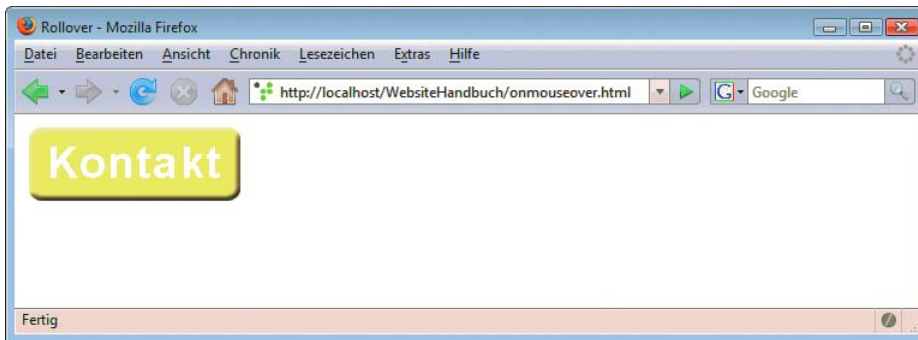 Rollover - Mozilla Firefox
Datei Bearbeiten Ansicht Chronik Lesezeichen Extras Hilfe
http://localhost/WebsiteHandbuch/onmouseover.html G Google
Kontakt
Fertig